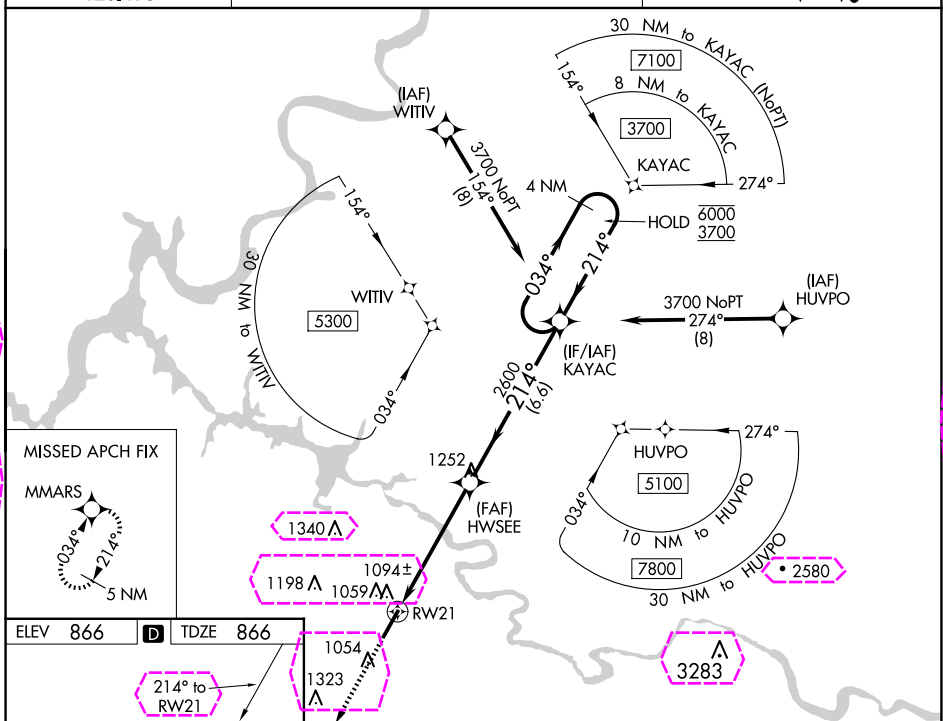 30 NM to KAYAC (NoPT)
7100
8 NM to KAYAC
3700
154°
KAYAC
274°
(IAF)
WITIV
3700 NoPT
154°
(8)
4 NM
HOLD
6000
3700
034°
214°
154°
30 NM to WITIV
WITIV
5300
034°
(IAF)
HUVPO
3700 NoPT
274°
(8)
(IF/IAF)
KAYAC
2600
214°
(6.6)
MISSED APCH FIX
MMARS
034°
214°
5 NM
1252
(FAF)
HWSEE
274°
HUVPO
5100
034°
10 NM to HUVPO
7800
30 NM to HUVPO
2580
1340
1094±
1198
1059
RW21
ELEV 866
D
TDZE 866
1054
1323
3283
214° to
RW21